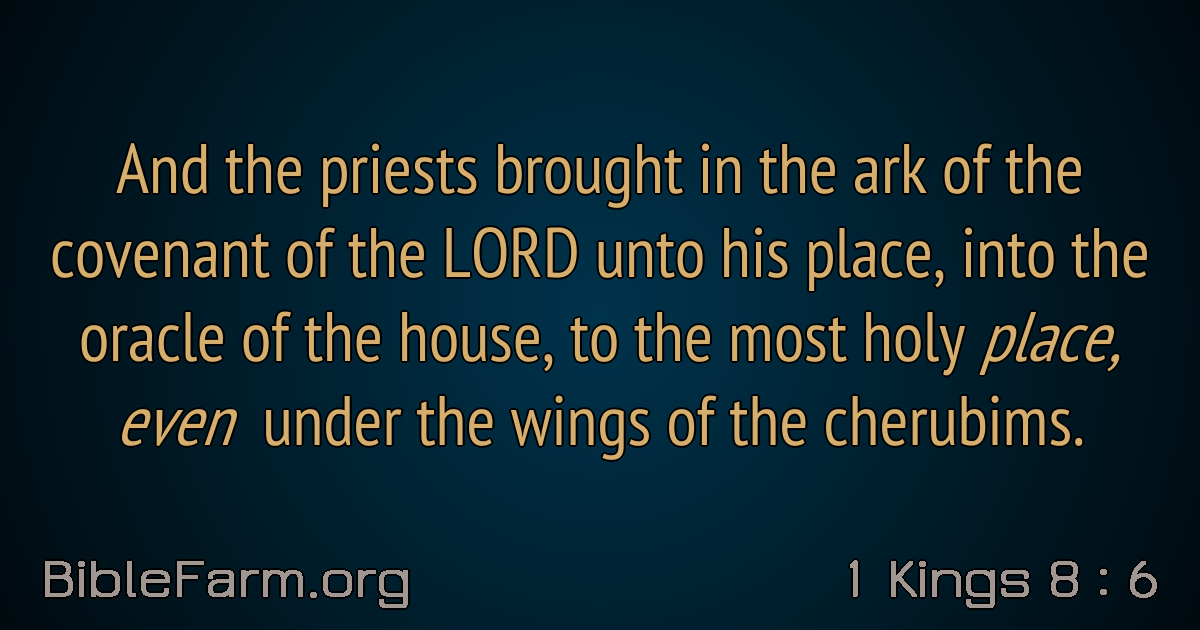 And the priests brought in the ark of the
covenant of the LORD unto his place, into the
oracle of the house, to the most holy place,
even under the wings of the cherubims.
BibleFarm.org
1 Kings 8 : 6